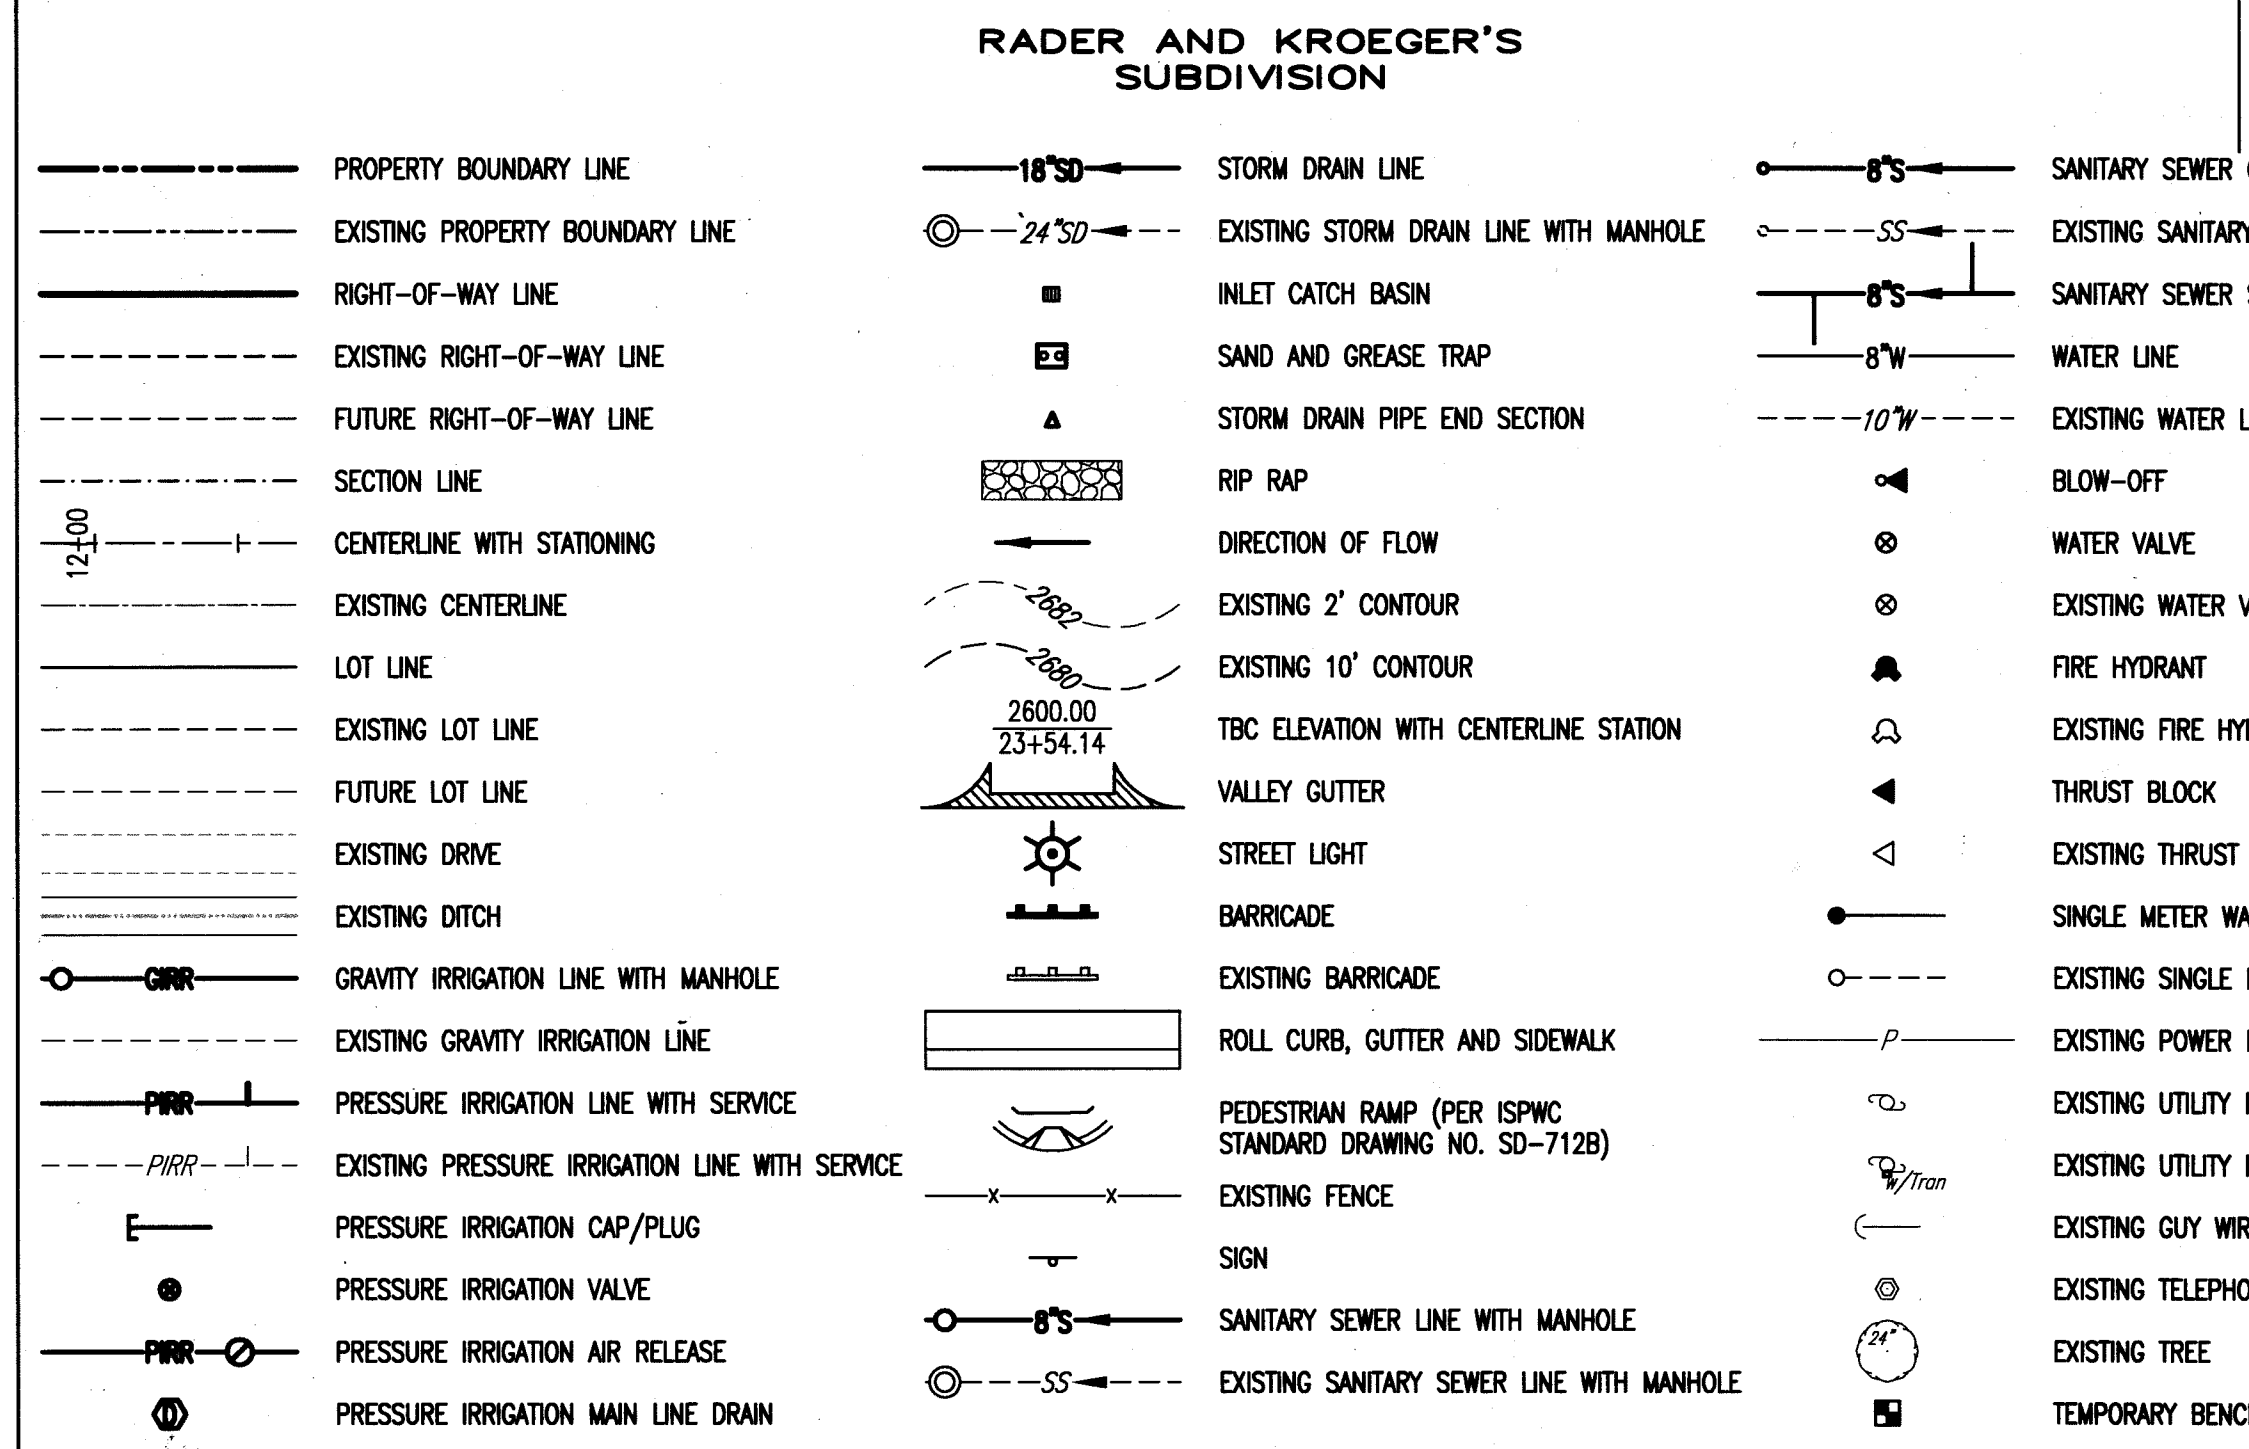 RADER AND KROEGER'S
SUBDIVISION
PROPERTY BOUNDARY LINE
EXISTING PROPERTY BOUNDARY LINE
RIGHT-OF-WAY LINE
EXISTING RIGHT-OF-WAY LINE
FUTURE RIGHT-OF-WAY LINE
SECTION LINE
12+00 CENTERLINE WITH STATIONING
EXISTING CENTERLINE
LOT LINE
EXISTING LOT LINE
FUTURE LOT LINE
EXISTING DRIVE
EXISTING DITCH
GIRR GRAVITY IRRIGATION LINE WITH MANHOLE
EXISTING GRAVITY IRRIGATION LINE
PIRR PRESSURE IRRIGATION LINE WITH SERVICE
PIRR EXISTING PRESSURE IRRIGATION LINE WITH SERVICE
PRESSURE IRRIGATION CAP/PLUG
PRESSURE IRRIGATION VALVE
PIRR PRESSURE IRRIGATION AIR RELEASE
D PRESSURE IRRIGATION MAIN LINE DRAIN
18"SD STORM DRAIN LINE
24"SD EXISTING STORM DRAIN LINE WITH MANHOLE
INLET CATCH BASIN
SAND AND GREASE TRAP
STORM DRAIN PIPE END SECTION
RIP RAP
DIRECTION OF FLOW
2682 EXISTING 2' CONTOUR
2680 EXISTING 10' CONTOUR
2600.00
23+54.14
TBC ELEVATION WITH CENTERLINE STATION
VALLEY GUTTER
STREET LIGHT
BARRICADE
EXISTING BARRICADE
ROLL CURB, GUTTER AND SIDEWALK
PEDESTRIAN RAMP (PER ISPWC
STANDARD DRAWING NO. SD-712B)
X X EXISTING FENCE
SIGN
8"S SANITARY SEWER LINE WITH MANHOLE
SS EXISTING SANITARY SEWER LINE WITH MANHOLE
8"S SANITARY SEWER
SS EXISTING SANITARY
8"S SANITARY SEWER
8"W WATER LINE
10"W EXISTING WATER
BLOW-OFF
WATER VALVE
EXISTING WATER
FIRE HYDRANT
EXISTING FIRE
THRUST BLOCK
EXISTING THRUST
SINGLE METER
EXISTING SINGLE
P EXISTING POWER
EXISTING UTILITY
W/Tran EXISTING UTILITY
EXISTING GUY
EXISTING
24" EXISTING TREE
TEMPORARY